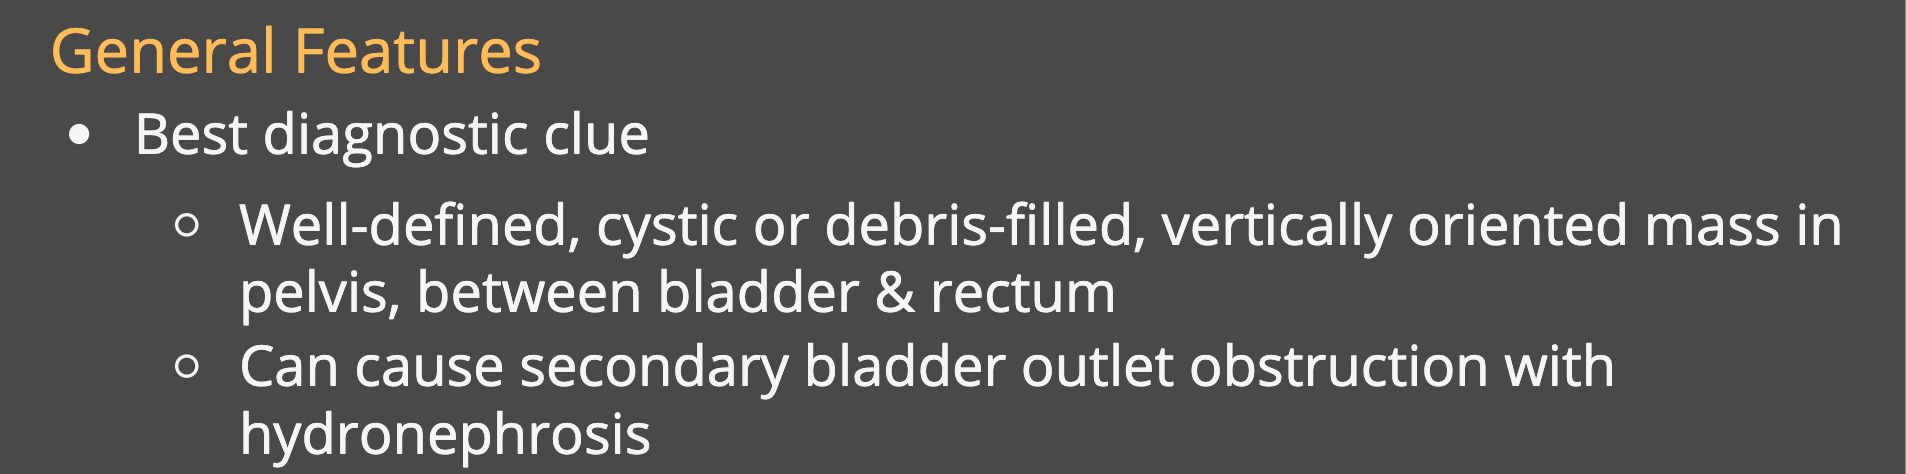 General Features
• Best diagnostic clue
○ Well-defined, cystic or debris-filled, vertically oriented mass in
pelvis, between bladder & rectum
○ Can cause secondary bladder outlet obstruction with
hydronephrosis